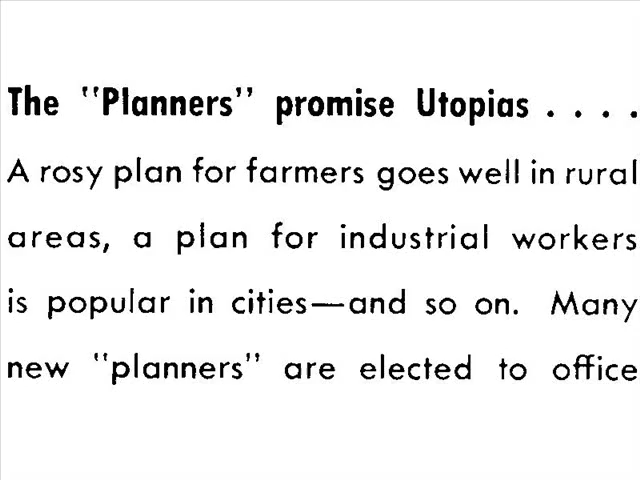 The "Planners" promise Utopias . . . .
A rosy plan for farmers goes well in rural
areas, a plan for industrial workers
is popular in cities—and so on. Many
new "planners" are elected to office